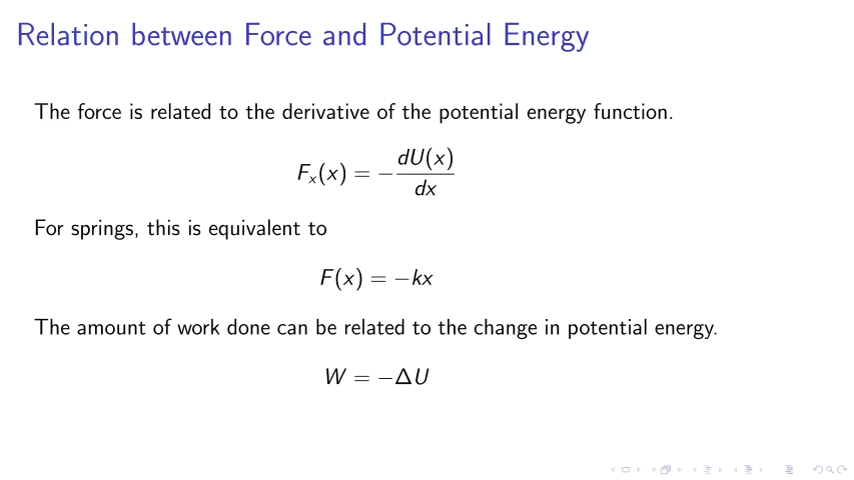 Relation between Force and Potential Energy
The force is related to the derivative of the potential energy function.
Fₓ(x) = −dU(x)/dx
For springs, this is equivalent to
F(x) = −kx
The amount of work done can be related to the change in potential energy.
W = −ΔU